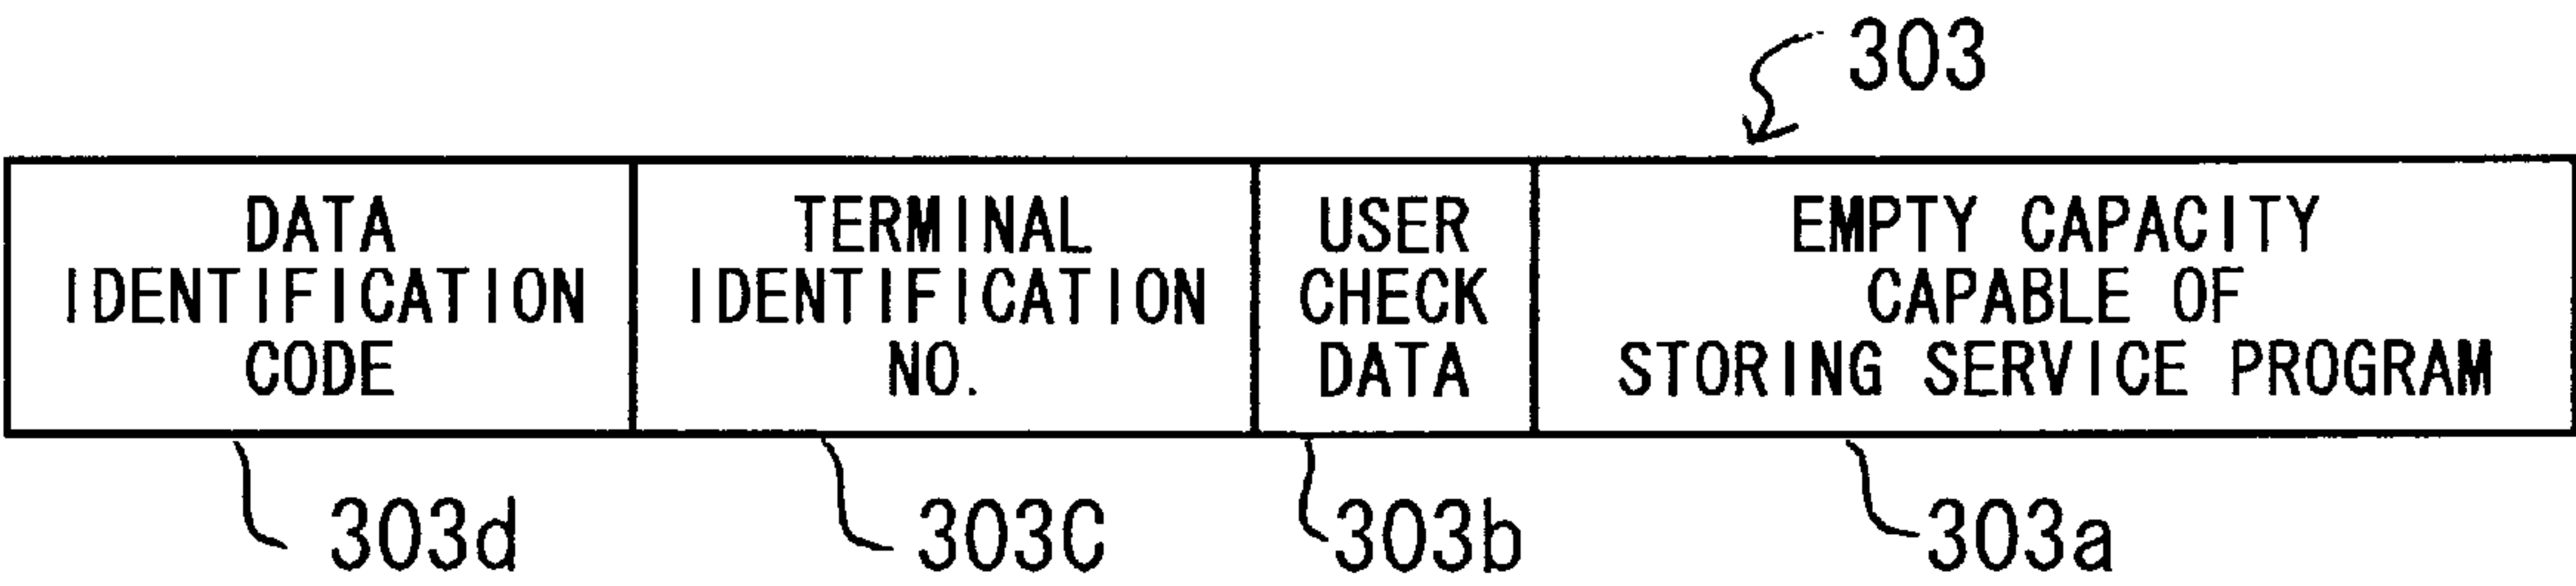 303
DATA
IDENTIFICATION
CODE
TERMINAL
IDENTIFICATION
NO.
USER
CHECK
DATA
EMPTY CAPACITY
CAPABLE OF
STORING SERVICE PROGRAM
303d
303C
303b
303a